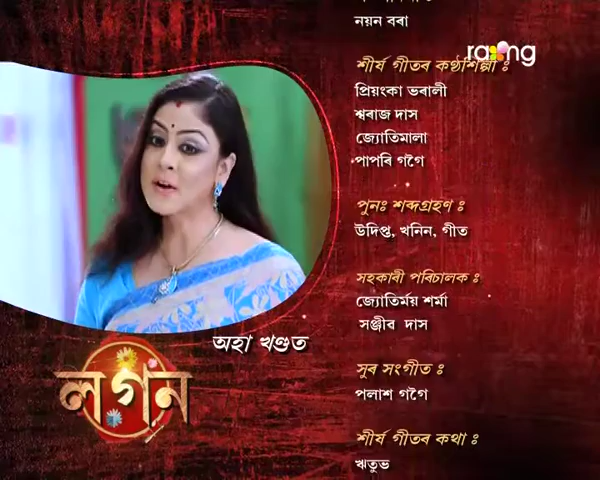 নয়ন বৰা
rang
শীৰ্ষ গীতৰ কণ্ঠশিল্পী ঃ
প্ৰিয়ংকা ভৰালী
শ্বৰাজ দাস
জ্যোতিমালা
পাপৰি গগৈ
পুনঃ শব্দগ্ৰহণ ঃ
উদিপ্ত, খনিন, গীত
সহকাৰী পৰিচালক ঃ
জ্যোতিৰ্ময় শৰ্মা
সঞ্জীৱ দাস
অহা খণ্ডত
লগন
সুৰ সংগীত ঃ
পলাশ গগৈ
শীৰ্ষ গীতৰ কথা ঃ
ঋতুভ